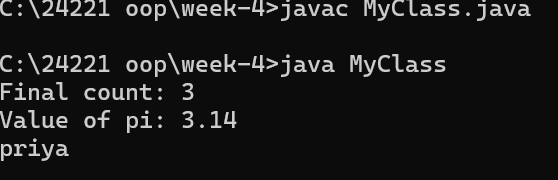 C:\24221 oop\week-4>javac MyClass.java
C:\24221 oop\week-4>java MyClass
Final count: 3
Value of pi: 3.14
priya